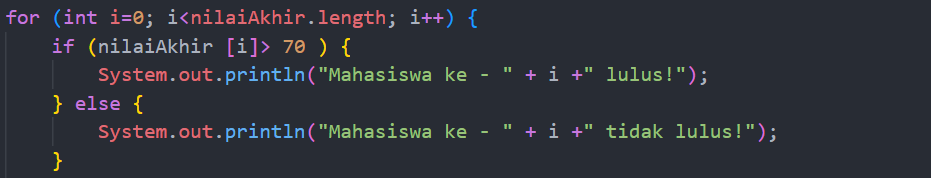 for (int i=0; i<nilaiAkhir.length; i++) {
if (nilaiAkhir [i]> 70 ) {
System.out.println("Mahasiswa ke - " + i +" lulus!");
} else {
System.out.println("Mahasiswa ke - " + i +" tidak lulus!");
}